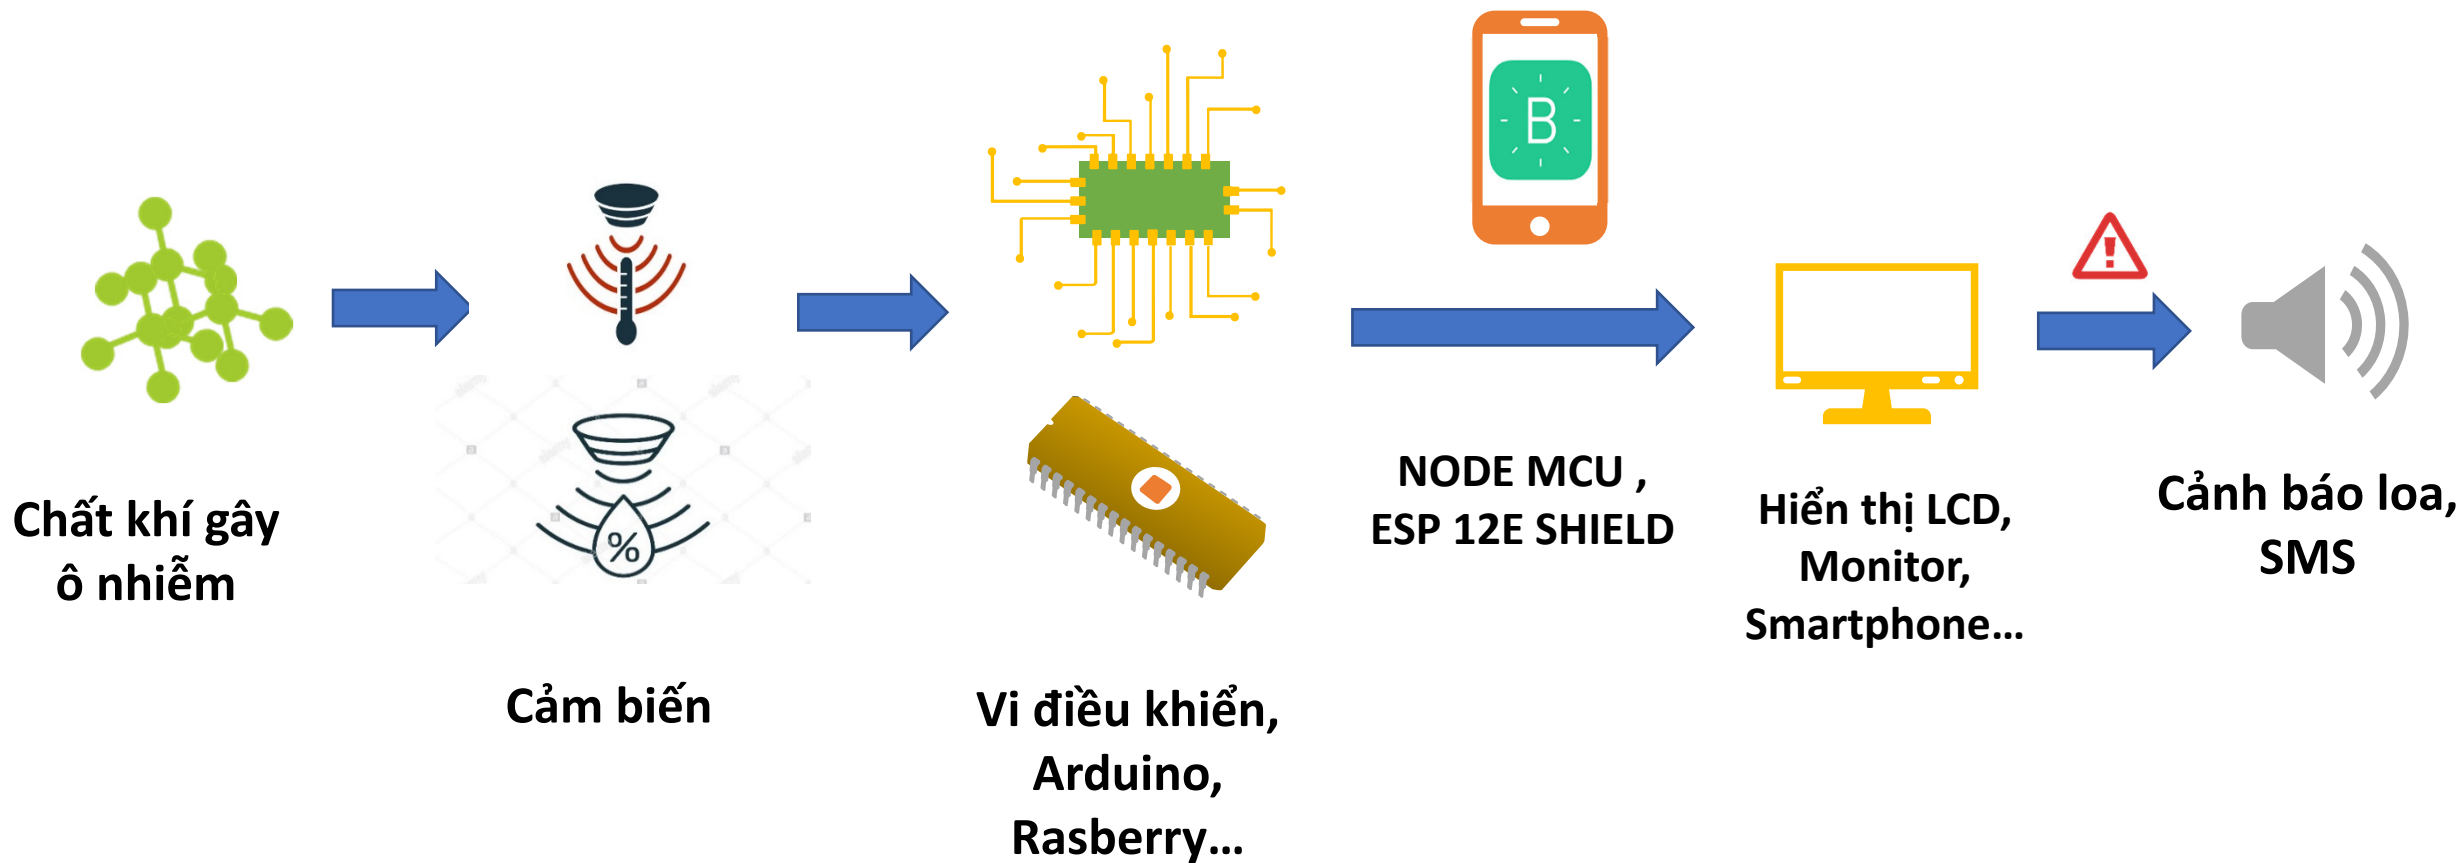 B
%
Chất khí gây
ô nhiễm
Cảm biến
Vi điều khiển,
Arduino,
Rasberry...
NODE MCU ,
ESP 12E SHIELD
Hiển thị LCD,
Monitor,
Smartphone...
Cảnh báo loa,
SMS